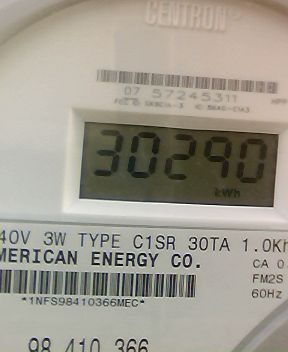 CENTRON®
07 57245311
30290
kWh
40V 3W TYPE C1SR 30TA 1.0Kh
MERICAN ENERGY CO.
CA 0.
FM2S
*1NFS98410366MEC*
60Hz
98 410 366